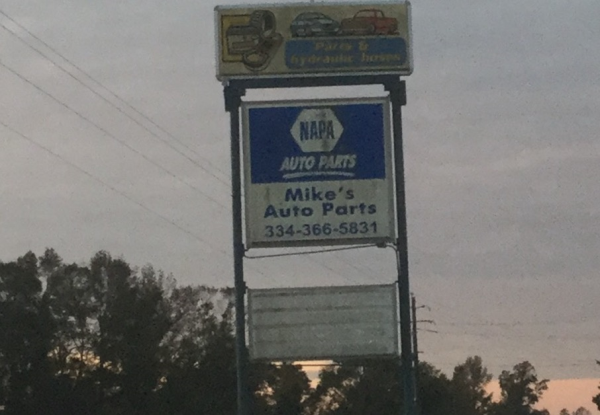 Parts &
hydraulic hoses
NAPA
AUTO PARTS
Mike's
Auto Parts
334-366-5831